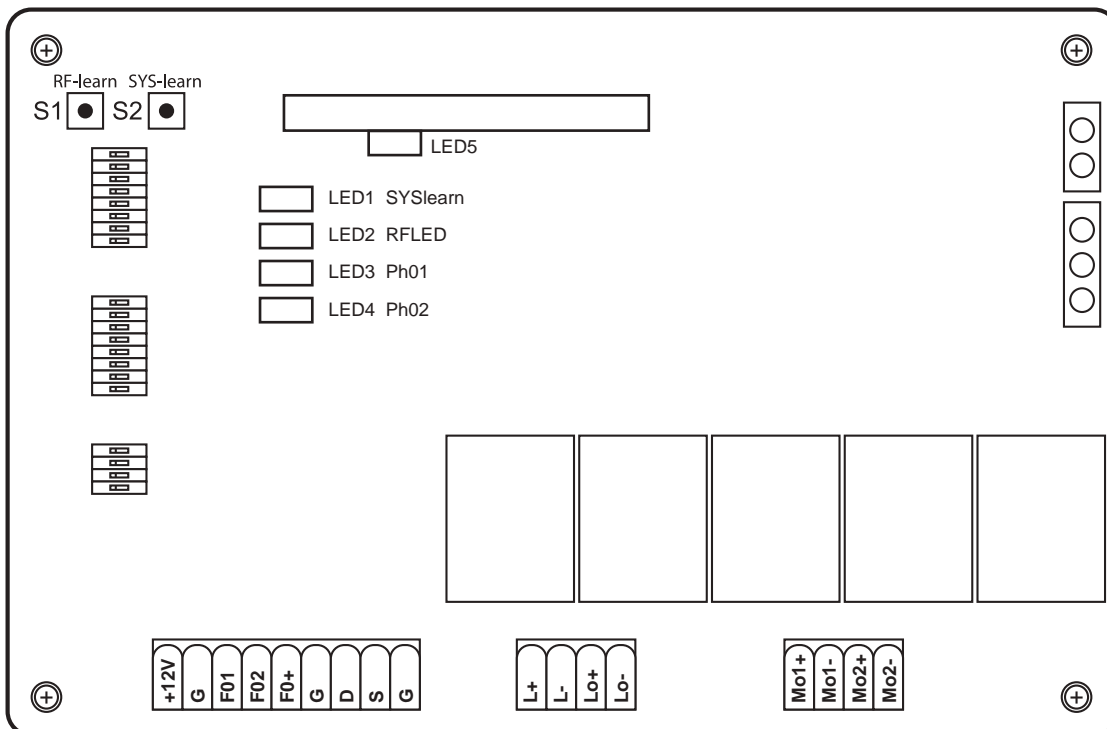 RF-learn SYS-learn
S1 S2
LED5
LED1 SYSlearn
LED2 RFLED
LED3 Ph01
LED4 Ph02
+12V G F01 F02 F0+ G D S G
L+ L- Lo+ Lo-
Mo1+ Mo1- Mo2+ Mo2-